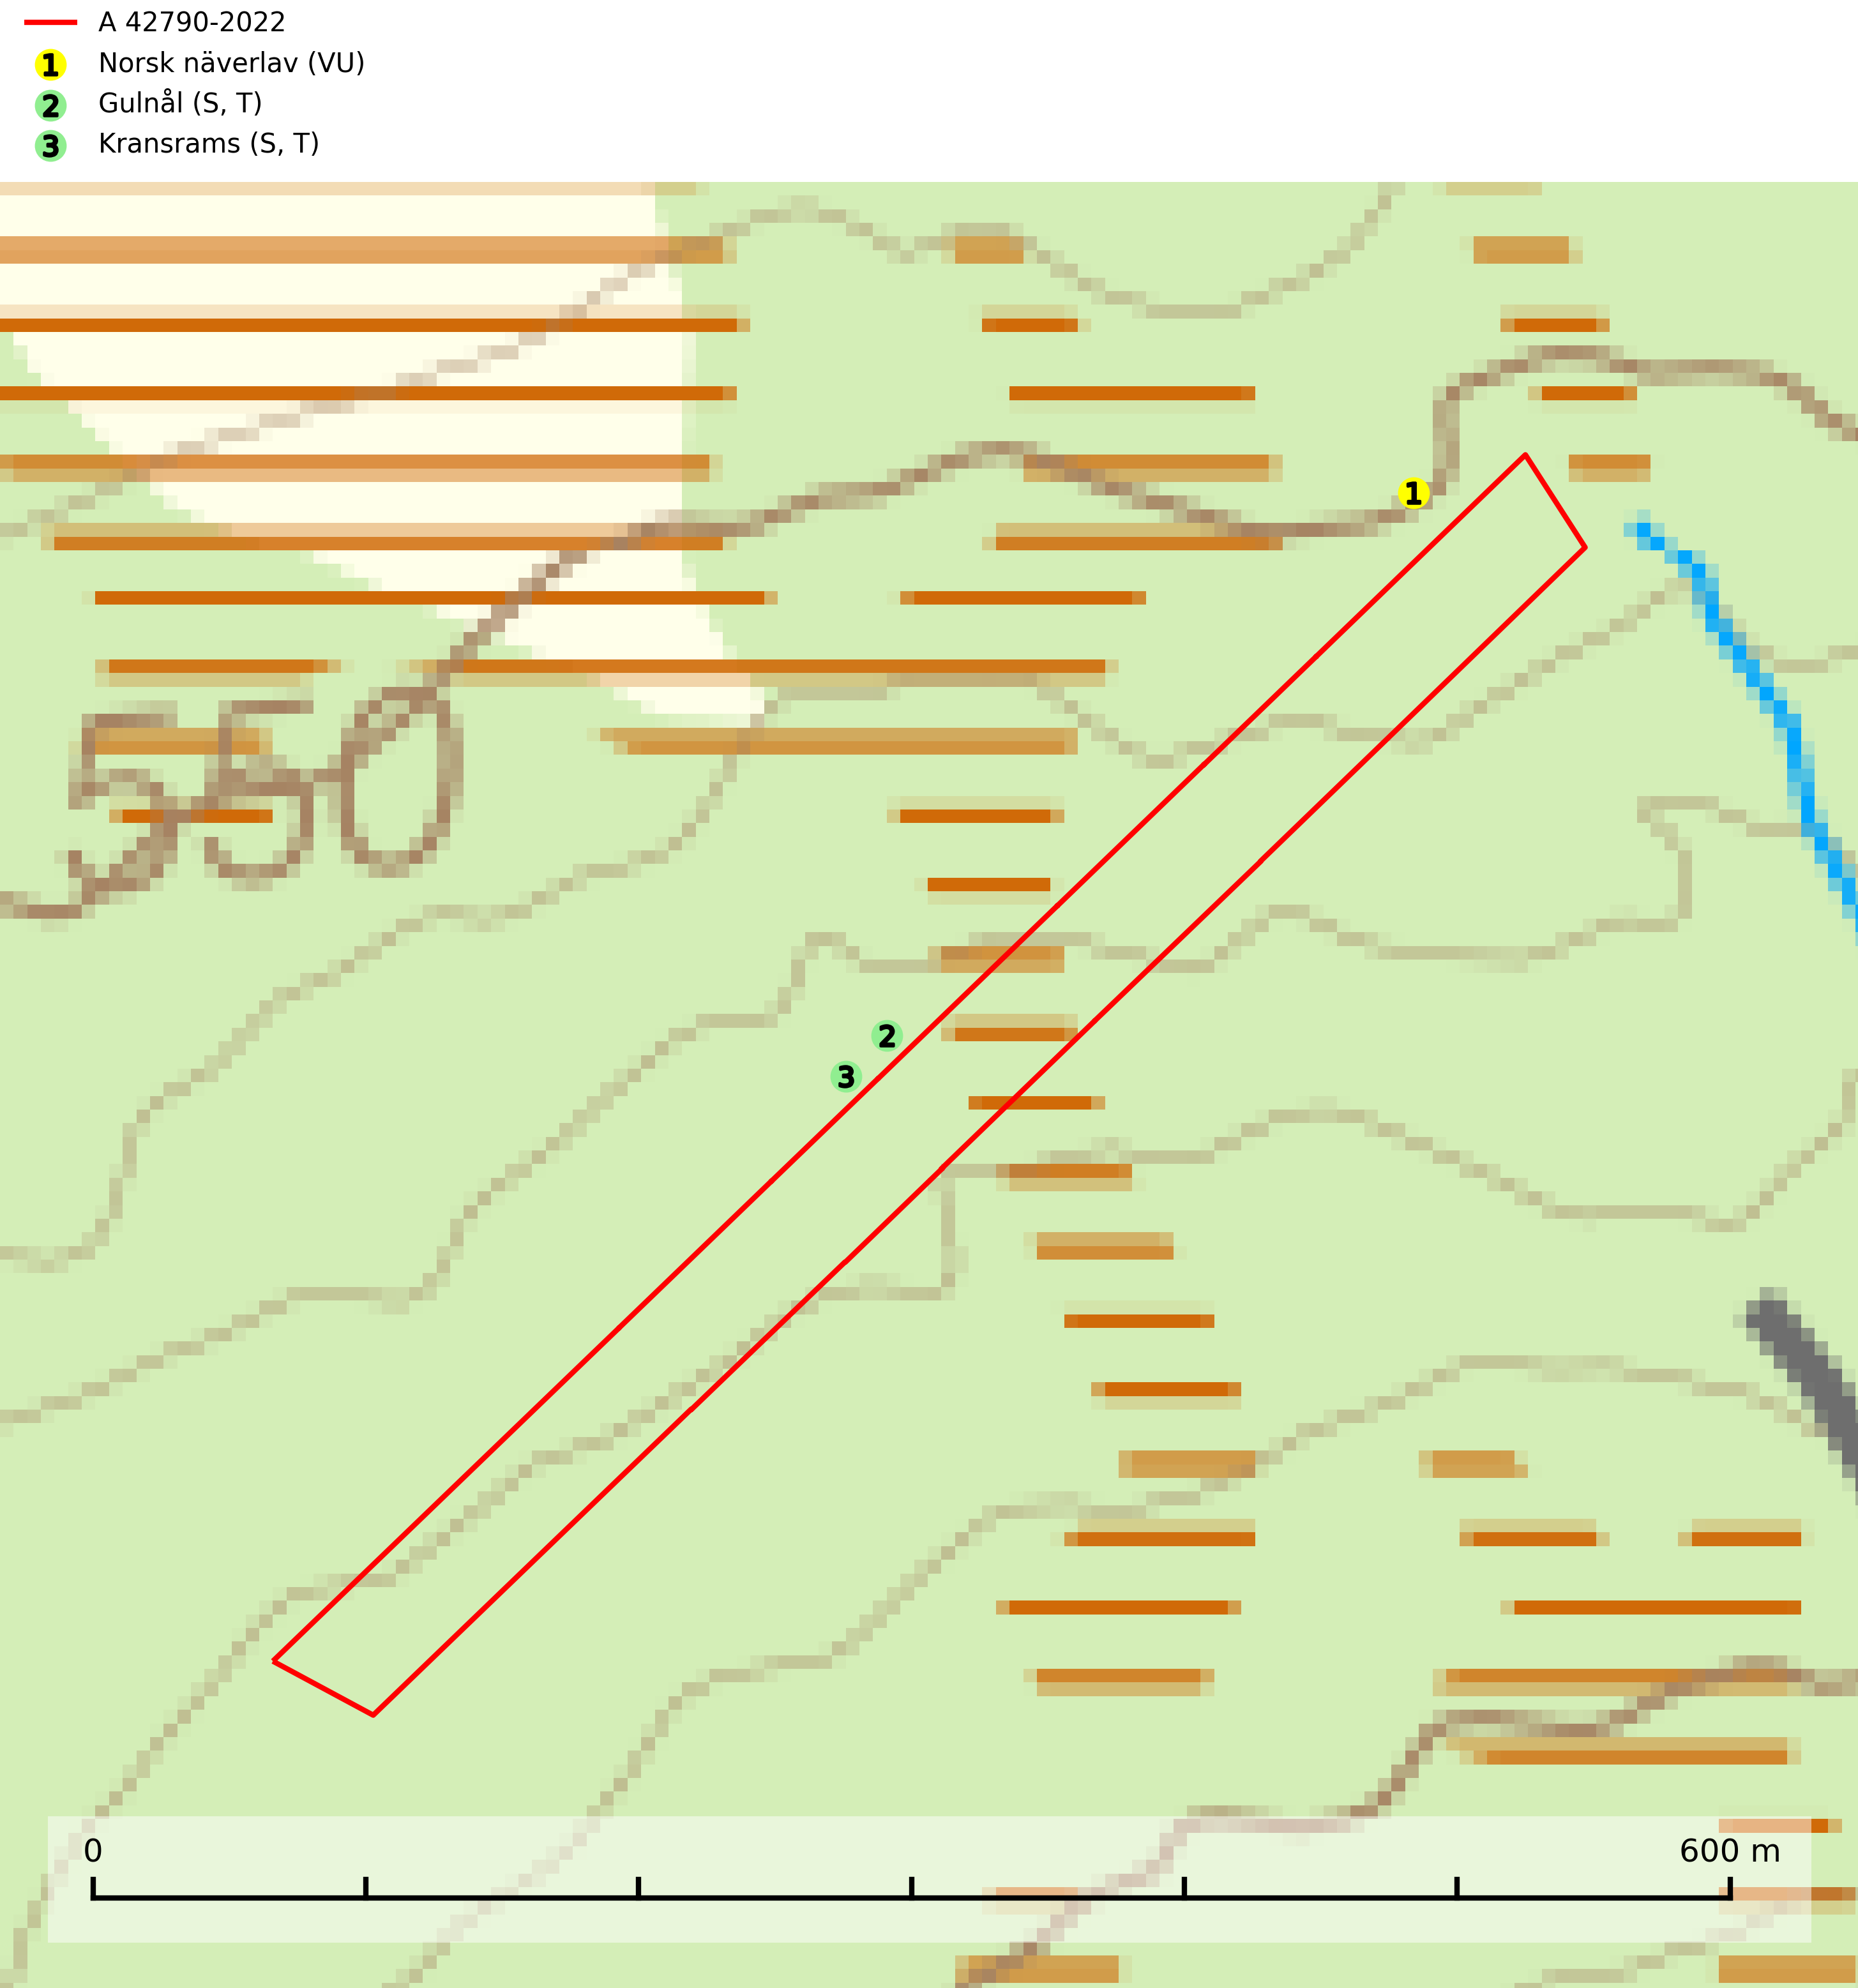 A 42790-2022
1 Norsk näverlav (VU)
2 Gulnål (S, T)
3 Kransrams (S, T)
1
550
2
3
0 600 m